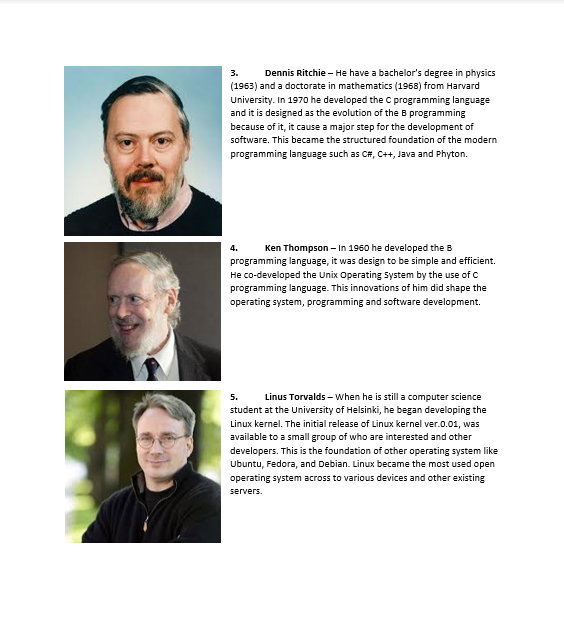 3. Dennis Ritchie – He have a bachelor's degree in physics
(1963) and a doctorate in mathematics (1968) from Harvard
University. In 1970 he developed the C programming language
and it is designed as the evolution of the B programming
because of it, it cause a major step for the development of
software. This became the structured foundation of the modern
programming language such as C#, C++, Java and Phyton.
4. Ken Thompson – In 1960 he developed the B
programming language, it was design to be simple and efficient.
He co-developed the Unix Operating System by the use of C
programming language. This innovations of him did shape the
operating system, programming and software development.
5. Linus Torvalds – When he is still a computer science
student at the University of Helsinki, he began developing the
Linux kernel. The initial release of Linux kernel ver.0.01, was
available to a small group of who are interested and other
developers. This is the foundation of other operating system like
Ubuntu, Fedora, and Debian. Linux became the most used open
operating system across to various devices and other existing
servers.